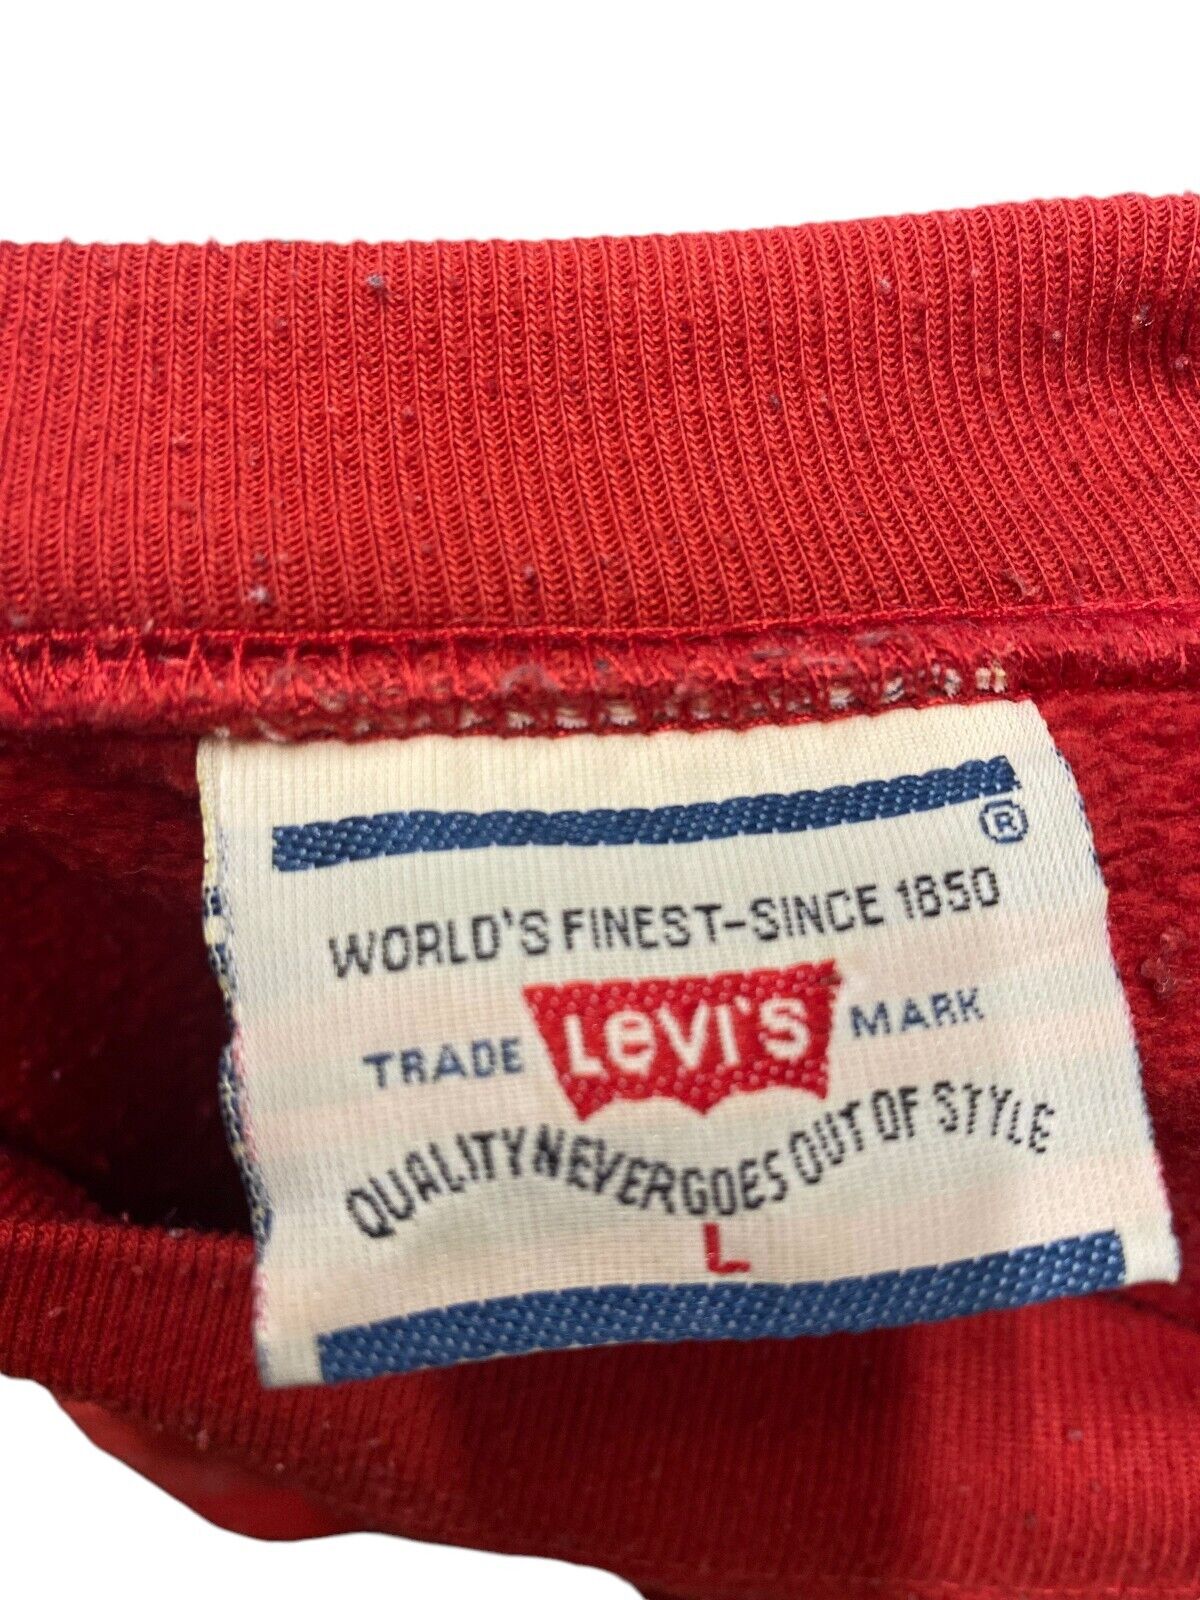 ®
WORLD'S FINEST-SINCE 1850
TRADE LEVI'S MARK
QUALITY NEVER GOES OUT OF STYLE
L